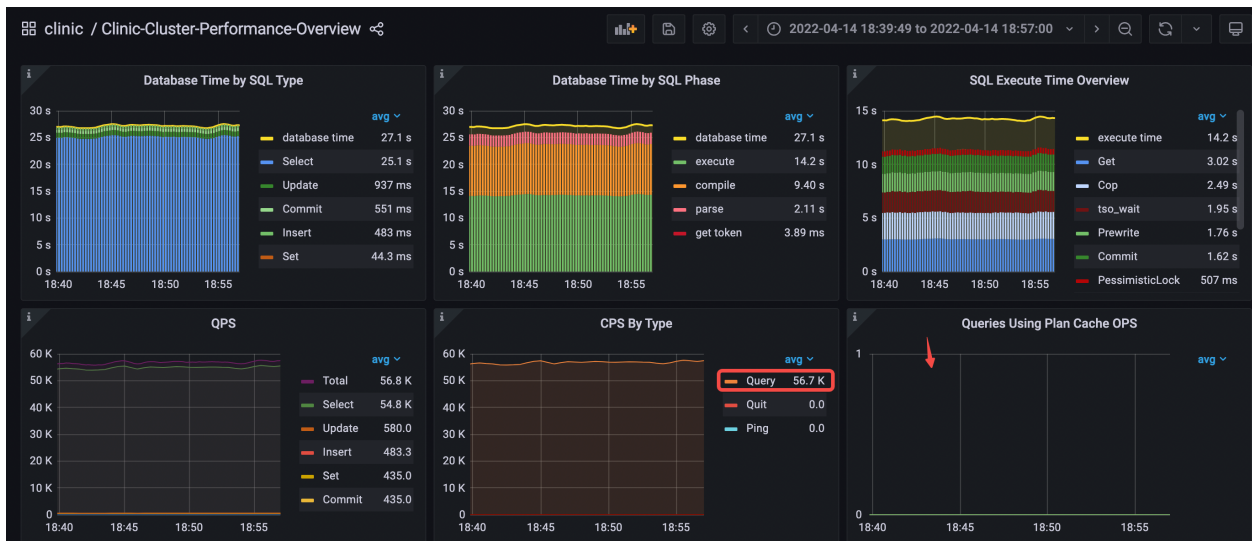 clinic / Clinic-Cluster-Performance-Overview
2022-04-14 18:39:49 to 2022-04-14 18:57:00
Database Time by SQL Type
30 s
25 s
20 s
15 s
10 s
5 s
0 s
18:40 18:45 18:50 18:55
avg
database time 27.1 s
Select 25.1 s
Update 937 ms
Commit 551 ms
Insert 483 ms
Set 44.3 ms
Database Time by SQL Phase
30 s
25 s
20 s
15 s
10 s
5 s
0 s
18:40 18:45 18:50 18:55
avg
database time 27.1 s
execute 14.2 s
compile 9.40 s
parse 2.11 s
get token 3.89 ms
SQL Execute Time Overview
15 s
10 s
5 s
0 s
18:40 18:45 18:50 18:55
avg
execute time 14.2 s
Get 3.02 s
Cop 2.49 s
tso_wait 1.95 s
Prewrite 1.76 s
Commit 1.62 s
PessimisticLock 507 ms
QPS
60 K
50 K
40 K
30 K
20 K
10 K
0
18:40 18:45 18:50 18:55
avg
Total 56.8 K
Select 54.8 K
Update 580.0
Insert 483.3
Set 435.0
Commit 435.0
CPS By Type
60 K
50 K
40 K
30 K
20 K
10 K
0
18:40 18:45 18:50 18:55
avg
Query 56.7 K
Quit 0.0
Ping 0.0
Queries Using Plan Cache OPS
1
0
18:40 18:45 18:50 18:55
avg